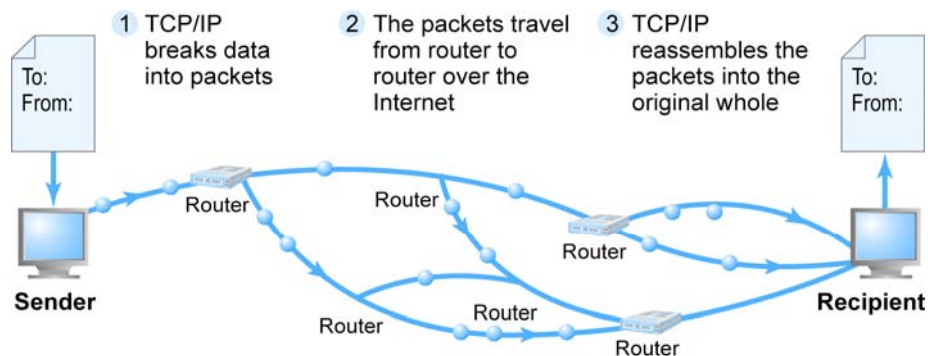 1 TCP/IP
breaks data
into packets
2 The packets travel
from router to
router over the
Internet
3 TCP/IP
reassembles the
packets into the
original whole
To:
From:
To:
From:
Router
Router
Router
Router
Router
Router
Sender
Recipient